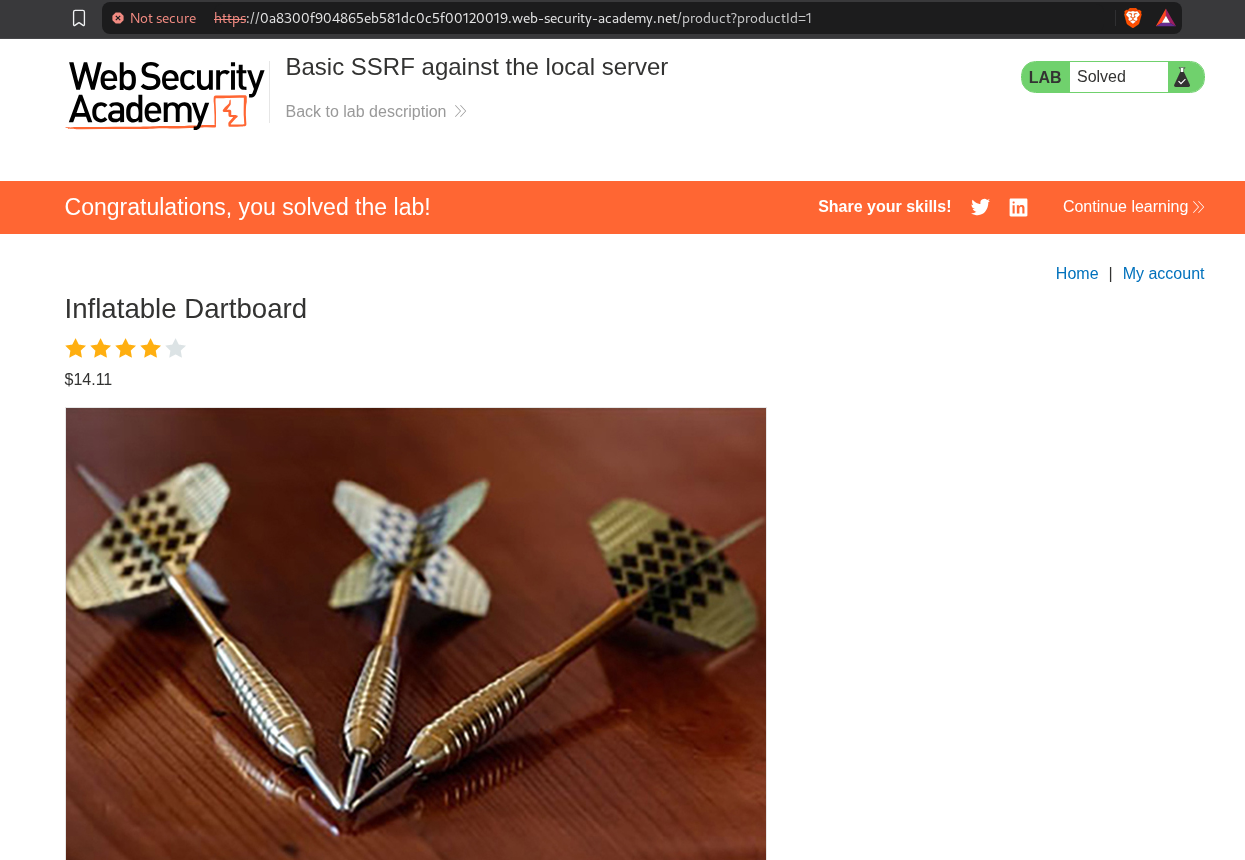 Not secure https://0a8300f904865eb581dc0c5f00120019.web-security-academy.net/product?productId=1
Web Security
Academy
Basic SSRF against the local server
Back to lab description
LAB Solved
Congratulations, you solved the lab!
Share your skills!
Continue learning
Home | My account
Inflatable Dartboard
$14.11